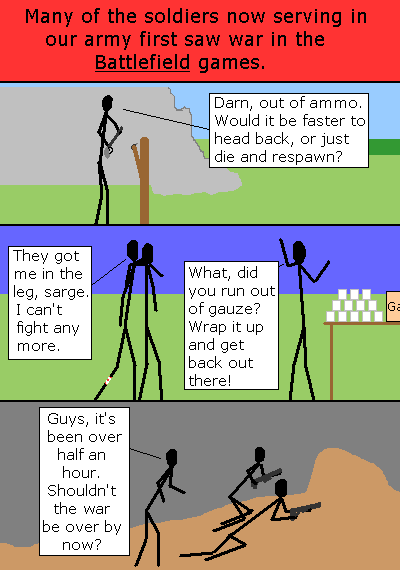 Many of the soldiers now serving in
our army first saw war in the
Battlefield games.
Darn, out of ammo.
Would it be faster to
head back, or just
die and respawn?
They got
me in the
leg, sarge.
I can't
fight any
more.
What, did
you run out
of gauze?
Wrap it up
and get
back out
there!
Ga
Guys, it's
been over
half an
hour.
Shouldn't
the war
be over by
now?